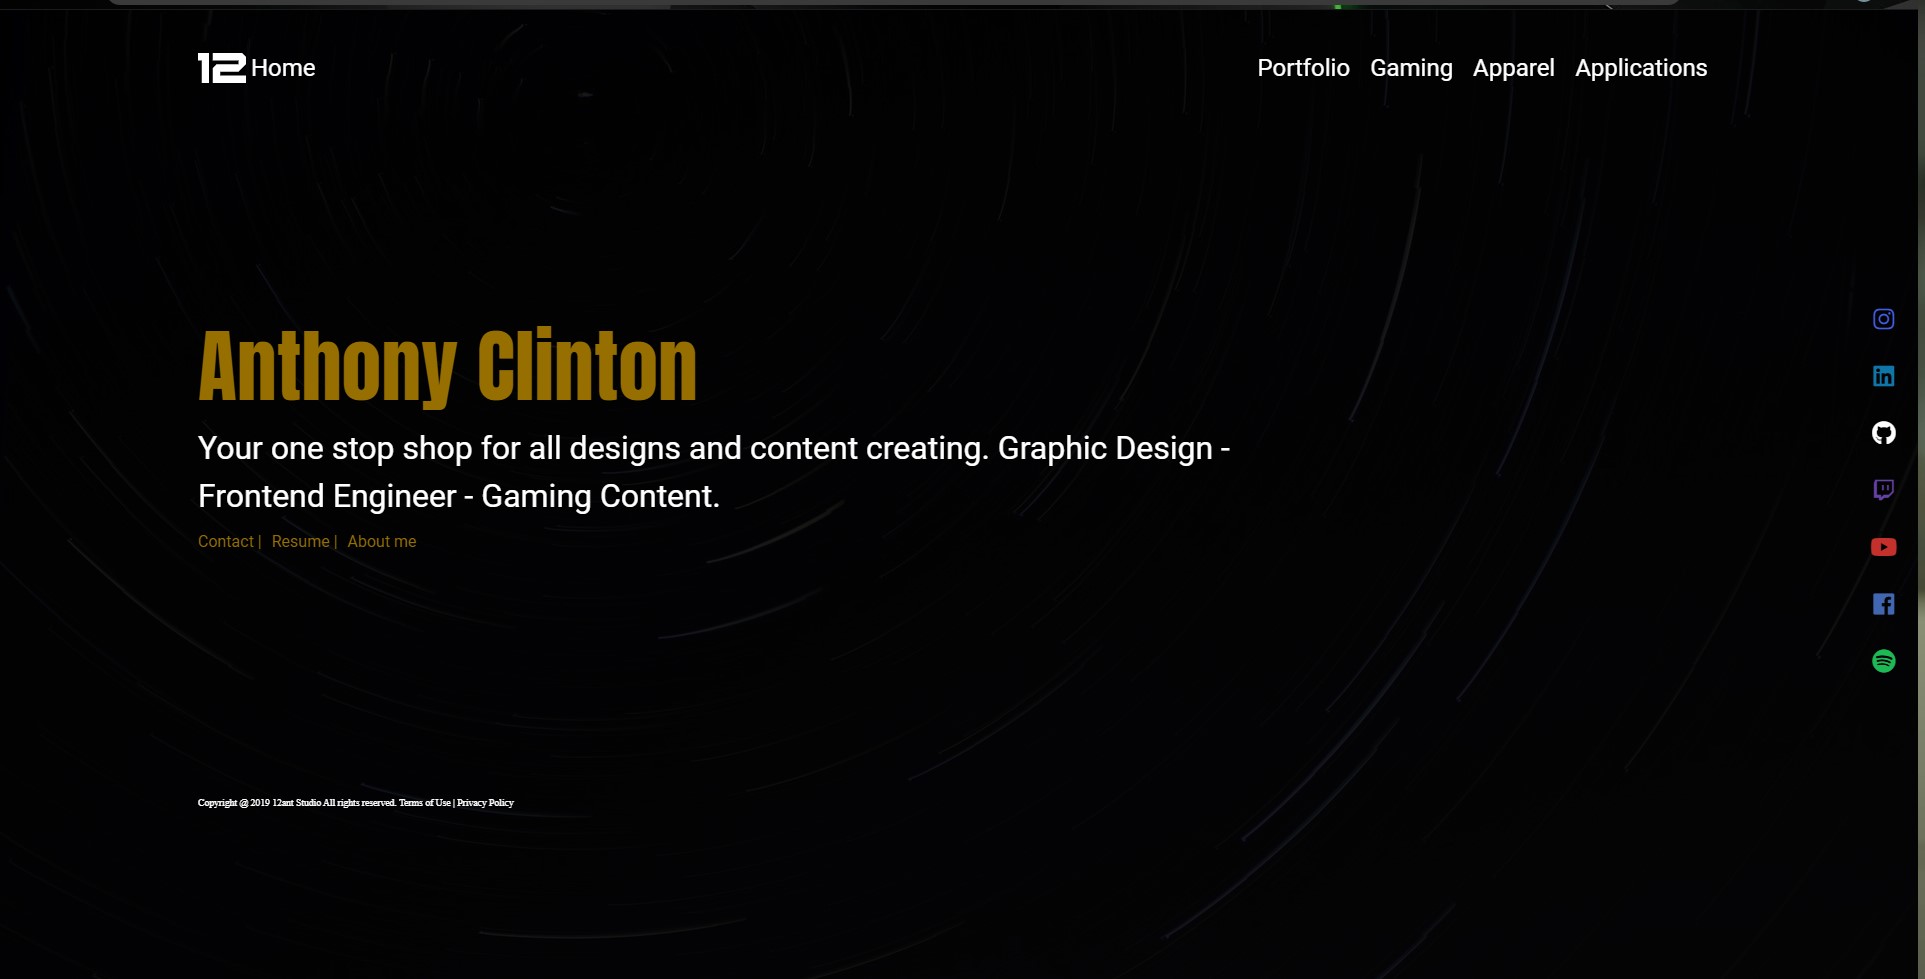 12 Home
Portfolio Gaming Apparel Applications
Anthony Clinton
Your one stop shop for all designs and content creating. Graphic Design -
Frontend Engineer - Gaming Content.
Contact | Resume | About me
Copyright @ 2019 12ant Studio All rights reserved. Terms of Use | Privacy Policy